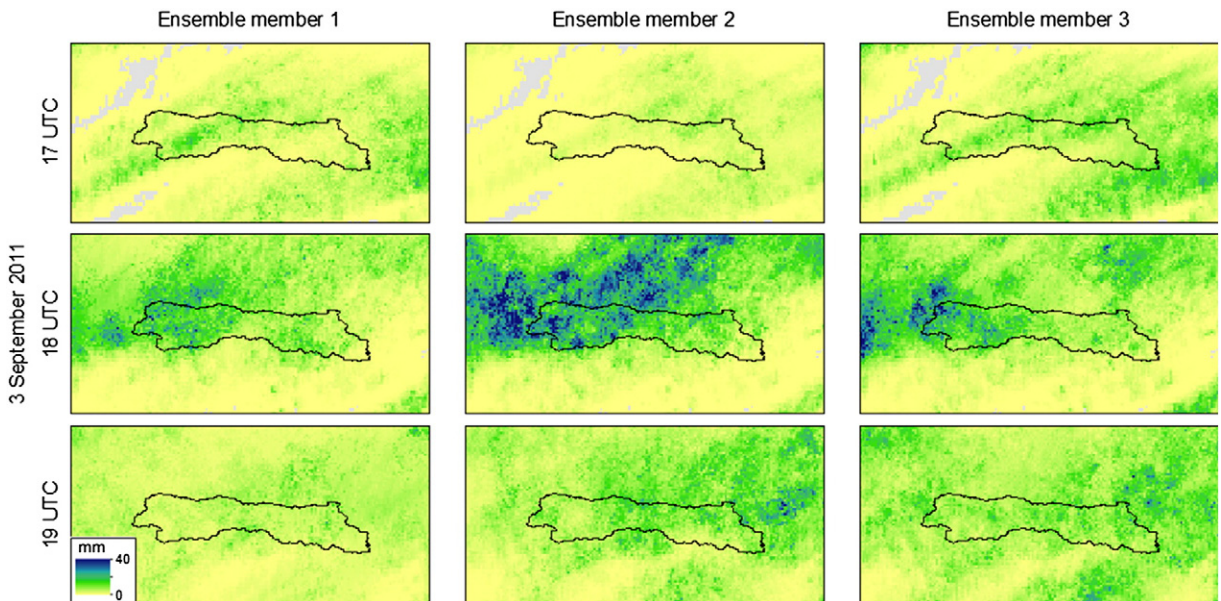 Ensemble member 1
Ensemble member 2
Ensemble member 3
3 September 2011
17 UTC
18 UTC
19 UTC
mm
40
0